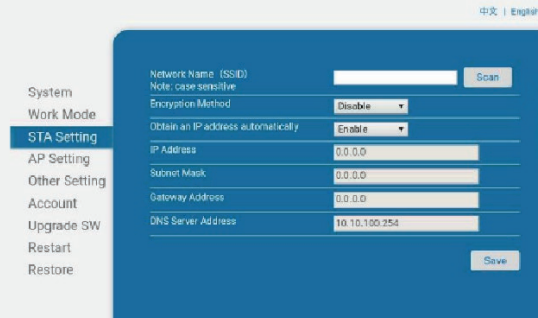 中文 | English
System
Work Mode
STA Setting
AP Setting
Other Setting
Account
Upgrade SW
Restart
Restore
Network Name (SSID)
Note: case sensitive
Scan
Encryption Method
Disable
Obtain an IP address automatically
Enable
IP Address
0.0.0.0
Subnet Mask
0.0.0.0
Gateway Address
0.0.0.0
DNS Server Address
10.10.100.254
Save